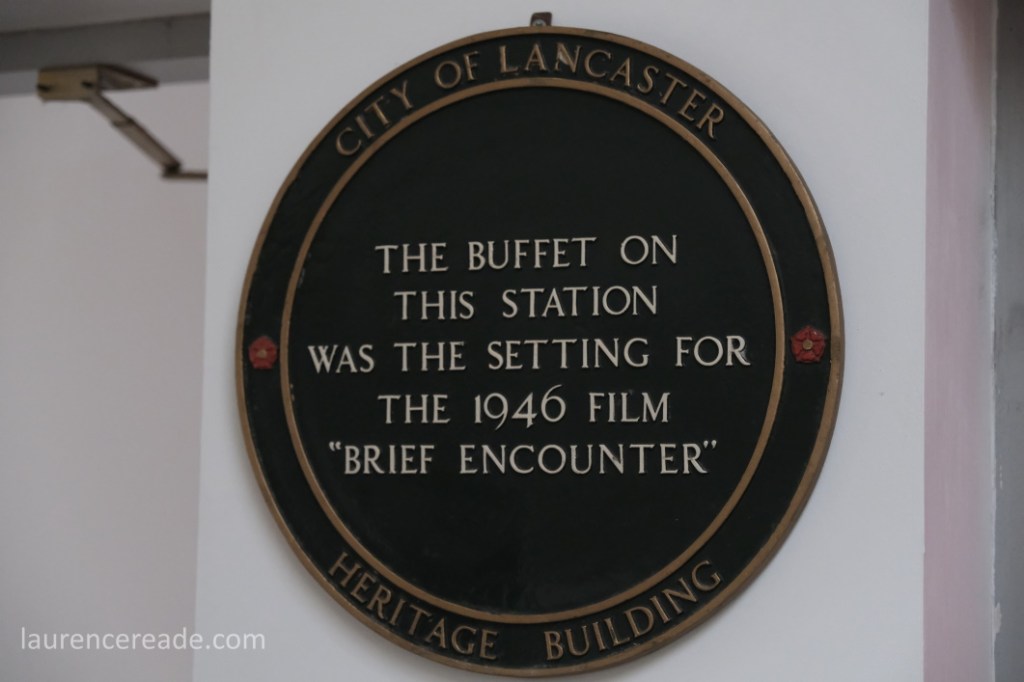 CITY OF LANCASTER
THE BUFFET ON
THIS STATION
WAS THE SETTING FOR
THE 1946 FILM
"BRIEF ENCOUNTER"
HERITAGE BUILDING
laurencereade.com